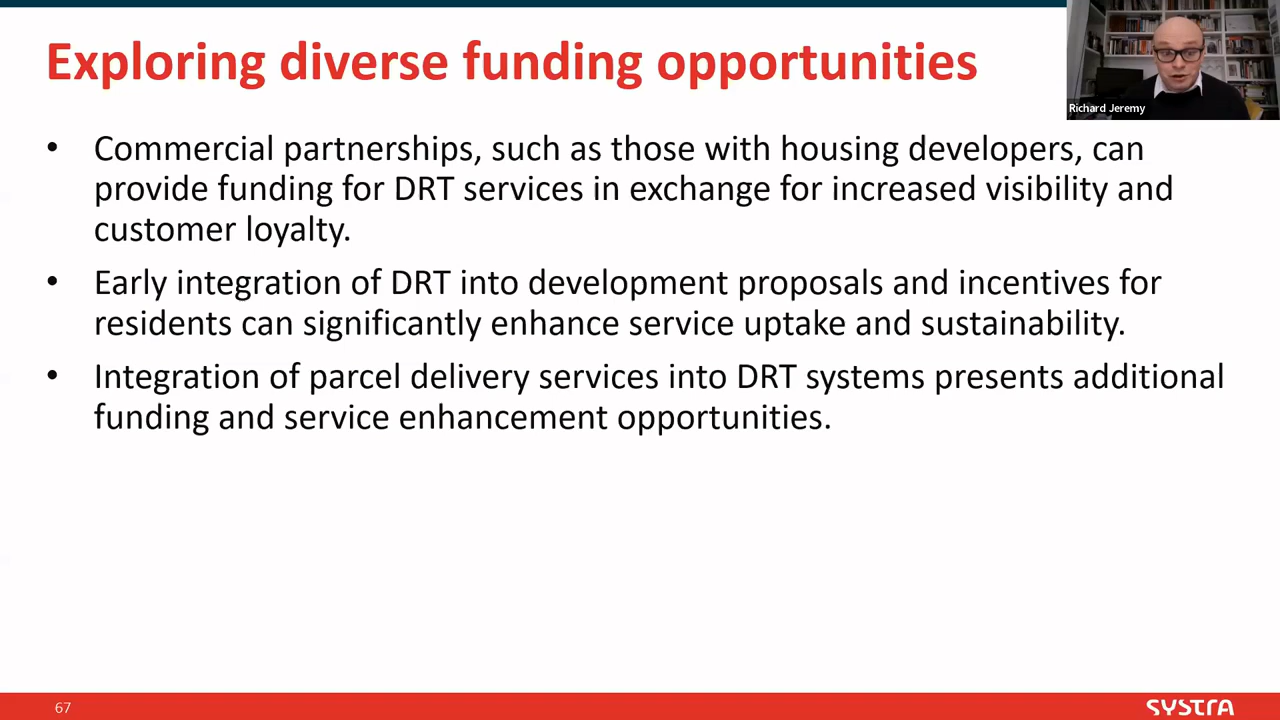 Exploring diverse funding opportunities
Richard Jeremy
• Commercial partnerships, such as those with housing developers, can
provide funding for DRT services in exchange for increased visibility and
customer loyalty.
• Early integration of DRT into development proposals and incentives for
residents can significantly enhance service uptake and sustainability.
• Integration of parcel delivery services into DRT systems presents additional
funding and service enhancement opportunities.
67
SYSTRA